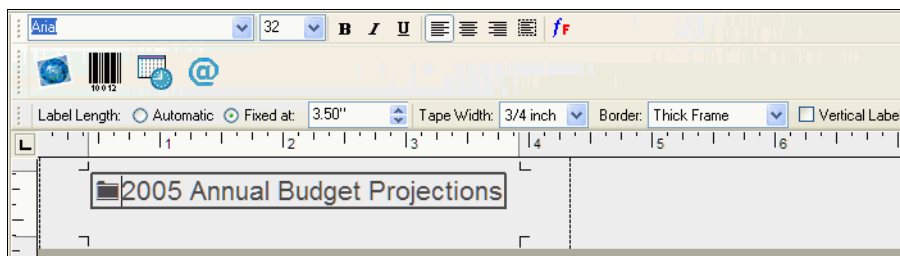 Arial 32 B I U fF
10 0 12 @
Label Length: Automatic Fixed at: 3.50" Tape Width: 3/4 inch Border: Thick Frame Vertical Labe
L 1 2 3 4 5 6
2005 Annual Budget Projections